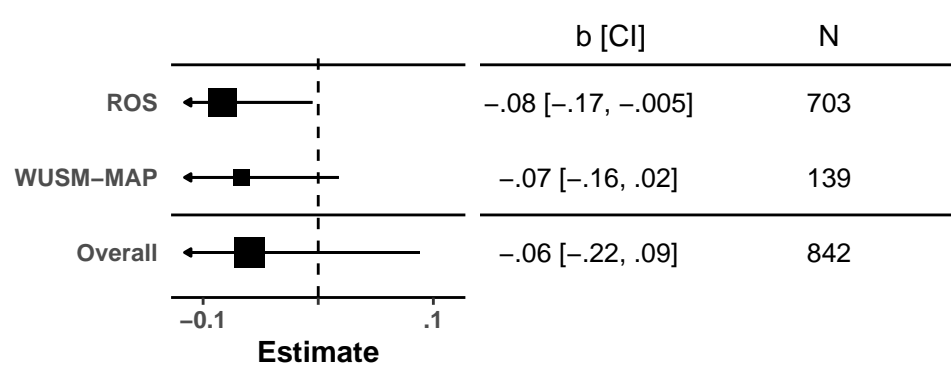 b [CI] N
ROS −.08 [−.17, −.005] 703
WUSM−MAP −.07 [−.16, .02] 139
Overall −.06 [−.22, .09] 842
−0.1 .1
Estimate